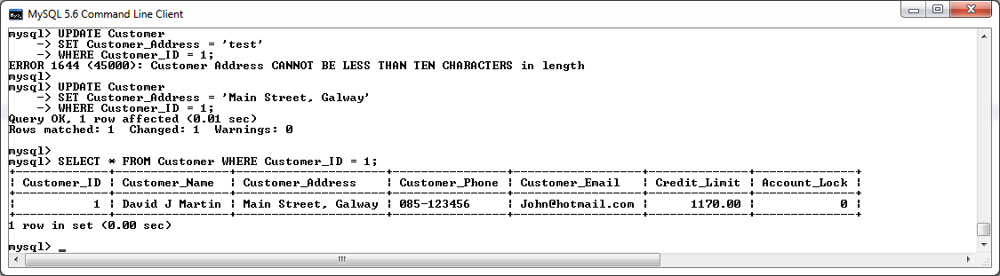 MySQL 5.6 Command Line Client
mysql> UPDATE Customer
    -> SET Customer_Address = 'test'
    -> WHERE Customer_ID = 1;
ERROR 1644 (45000): Customer Address CANNOT BE LESS THAN TEN CHARACTERS in length
mysql>
mysql> UPDATE Customer
    -> SET Customer_Address = 'Main Street, Galway'
    -> WHERE Customer_ID = 1;
Query OK, 1 row affected (0.01 sec)
Rows matched: 1  Changed: 1  Warnings: 0
mysql>
mysql> SELECT * FROM Customer WHERE Customer_ID = 1;
+-------------+----------------+---------------------+----------------+------------------+--------------+--------------+
| Customer_ID | Customer_Name  | Customer_Address    | Customer_Phone | Customer_Email   | Credit_Limit | Account_Lock |
+-------------+----------------+---------------------+----------------+------------------+--------------+--------------+
|           1 | David J Martin | Main Street, Galway | 085-123456     | John@hotmail.com |      1170.00 |            0 |
+-------------+----------------+---------------------+----------------+------------------+--------------+--------------+
1 row in set (0.00 sec)
mysql> _